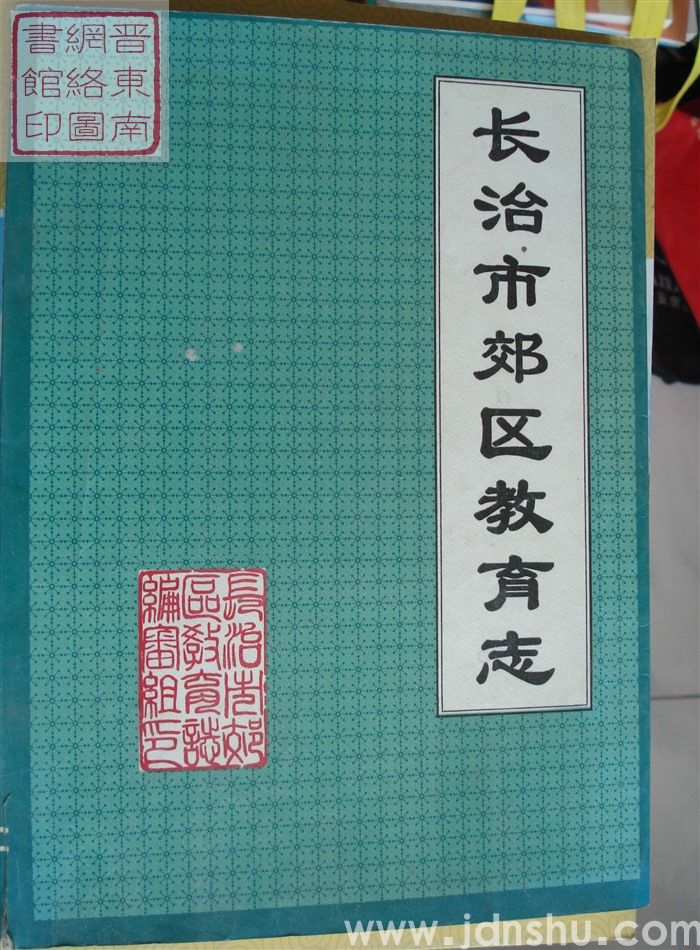 晋東南
網絡圖
書館印
长治市郊区教育志
長治市郊
區教育誌
編審組印
www.jdnshu.com